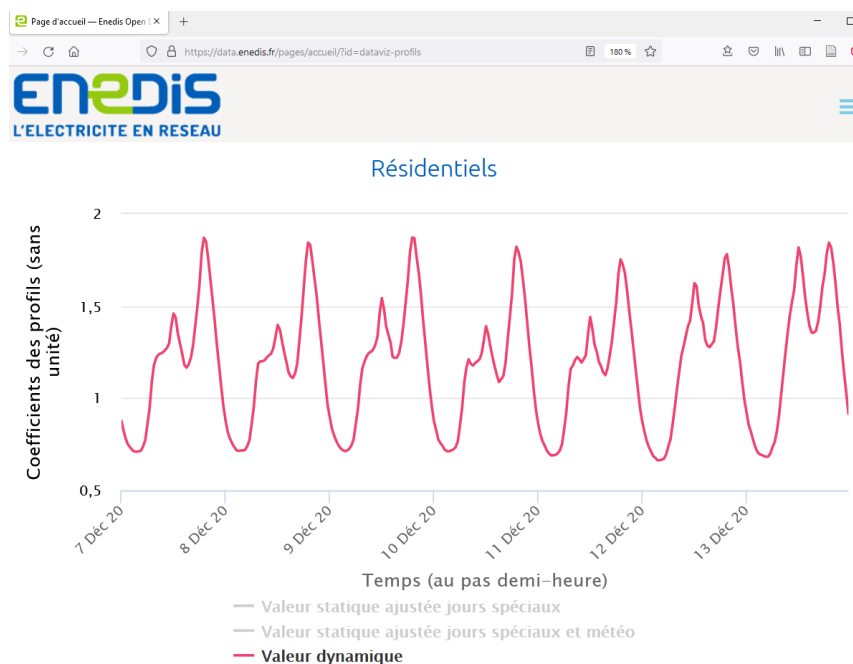 Page d'accueil — Enedis Open D
https://data.enedis.fr/pages/accueil/?id=dataviz-profils
180 %
ENEDIS
L'ELECTRICITE EN RESEAU
Résidentiels
Coefficients des profils (sans
unité)
2
1,5
1
0,5
7 Déc 20
8 Déc 20
9 Déc 20
10 Déc 20
11 Déc 20
12 Déc 20
13 Déc 20
Temps (au pas demi-heure)
Valeur statique ajustée jours spéciaux
Valeur statique ajustée jours spéciaux et météo
Valeur dynamique